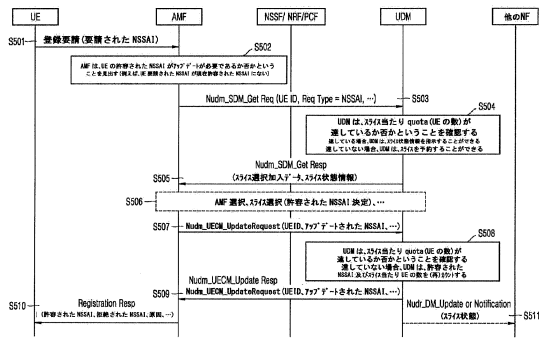 UE
AMF
NSSF/ NRF/PCF
UDM
他のNF
S501
登録要請(要請されたNSSAI)
S502
AMFは、UEの許容されたNSSAIがアップデートが必要であるか否かという
ことを見出す(例えば、UE要請されたNSSAIが現在許容されたNSSAIにない)
Nudm_SDM_Get Req (UE ID, Req Type = NSSAI, …)
S503
S504
UDMは、スライス当たりquota(UEの数)が
達しているか否かということを確認する
達している場合、UDMは、スライス状態情報を指示することができる
達していない場合、UDMは、スライスを予約することができる
Nudm_SDM_Get Resp
S505
(スライス選択加入データ、スライス状態情報)
S506
AMF選択、スライス選択(許容されたNSSAI決定)、…
S507
Nudm_UECM_UpdateRequest(UEID、アップデートされたNSSAI、…)
S508
UDMは、スライス当たりquota(UEの数)が
達しているか否かということを確認する
達していない場合、UDMは、許容された
NSSAI及びスライス当たりUEの数を(再)カウントする
Nudm_UECM_Update Resp
S509
Nudm_UECM_UpdateRequest(UEID、アップデートされたNSSAI、…)
S510
Registration Resp
(許容されたNSSAI、拒絶されたNSSAI、原因、…)
Nudr_DM_Update or Notification
(スライス状態)
S511